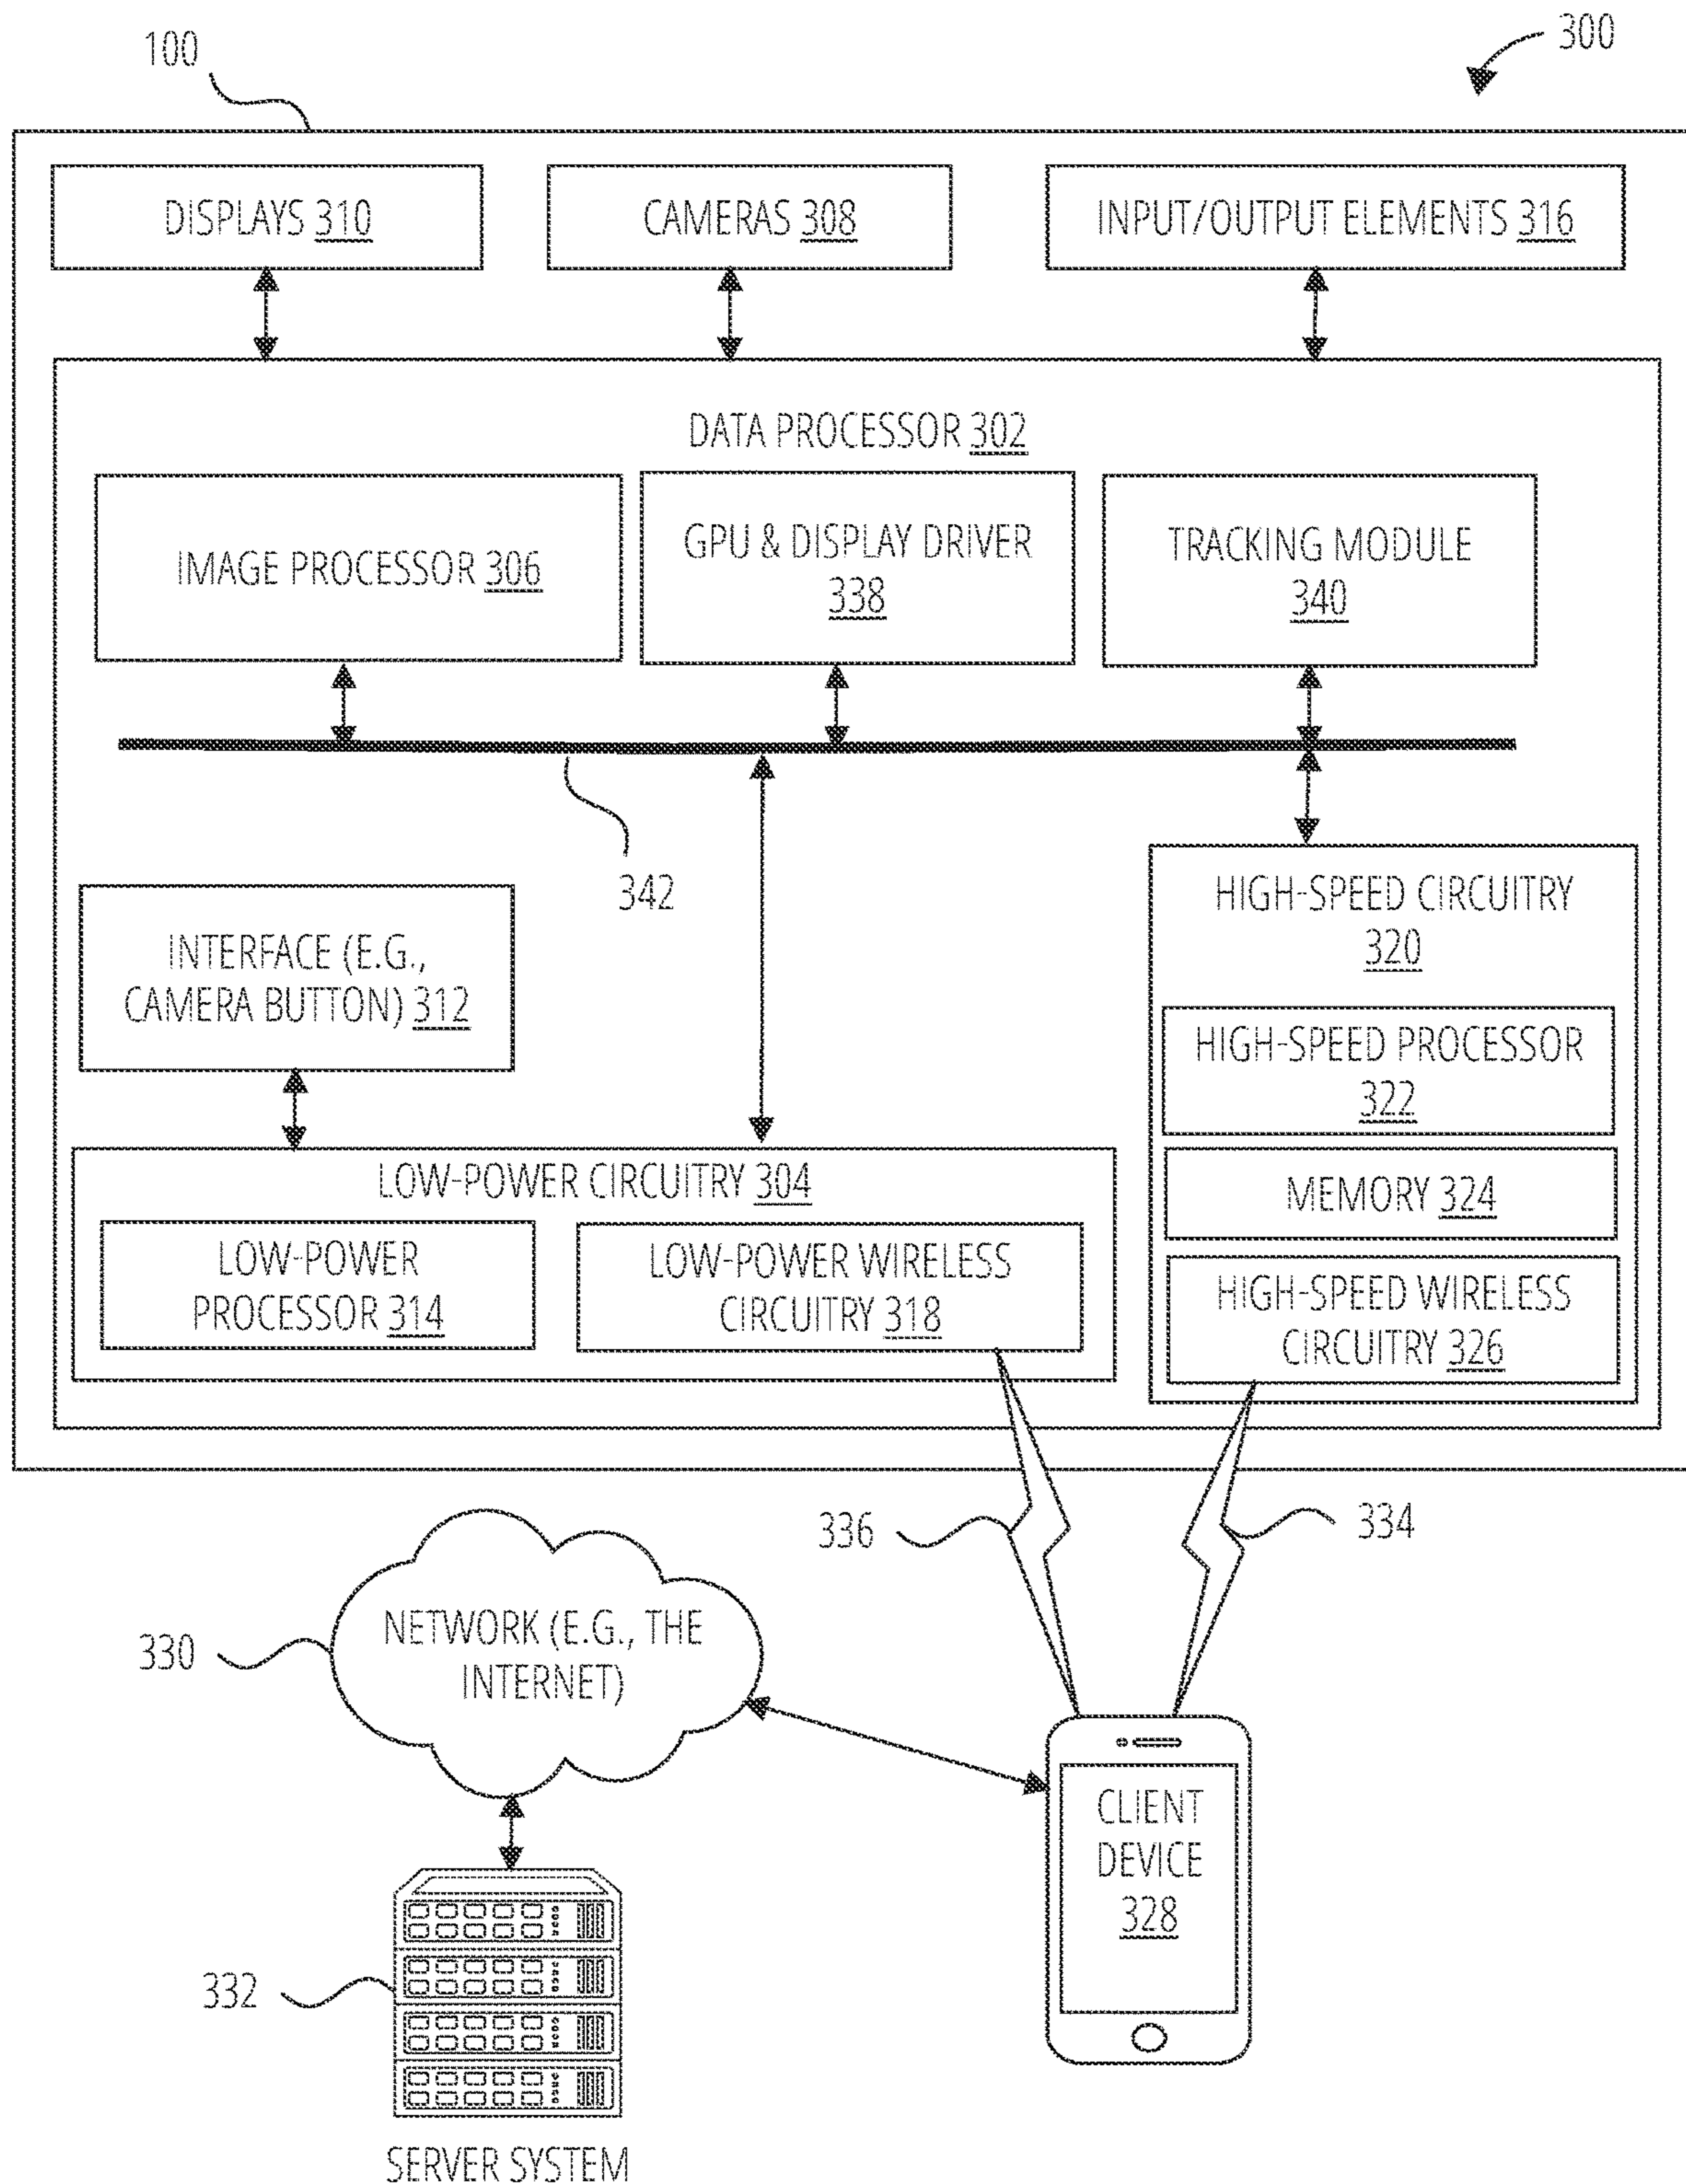 100
300
DISPLAYS 310
CAMERAS 308
INPUT/OUTPUT ELEMENTS 316
DATA PROCESSOR 302
IMAGE PROCESSOR 306
GPU & DISPLAY DRIVER
338
TRACKING MODULE
340
342
INTERFACE (E.G.,
CAMERA BUTTON) 312
HIGH-SPEED CIRCUITRY
320
HIGH-SPEED PROCESSOR
322
MEMORY 324
HIGH-SPEED WIRELESS
CIRCUITRY 326
LOW-POWER CIRCUITRY 304
LOW-POWER
PROCESSOR 314
LOW-POWER WIRELESS
CIRCUITRY 318
336
334
330
NETWORK (E.G., THE
INTERNET)
CLIENT
DEVICE
328
332
SERVER SYSTEM